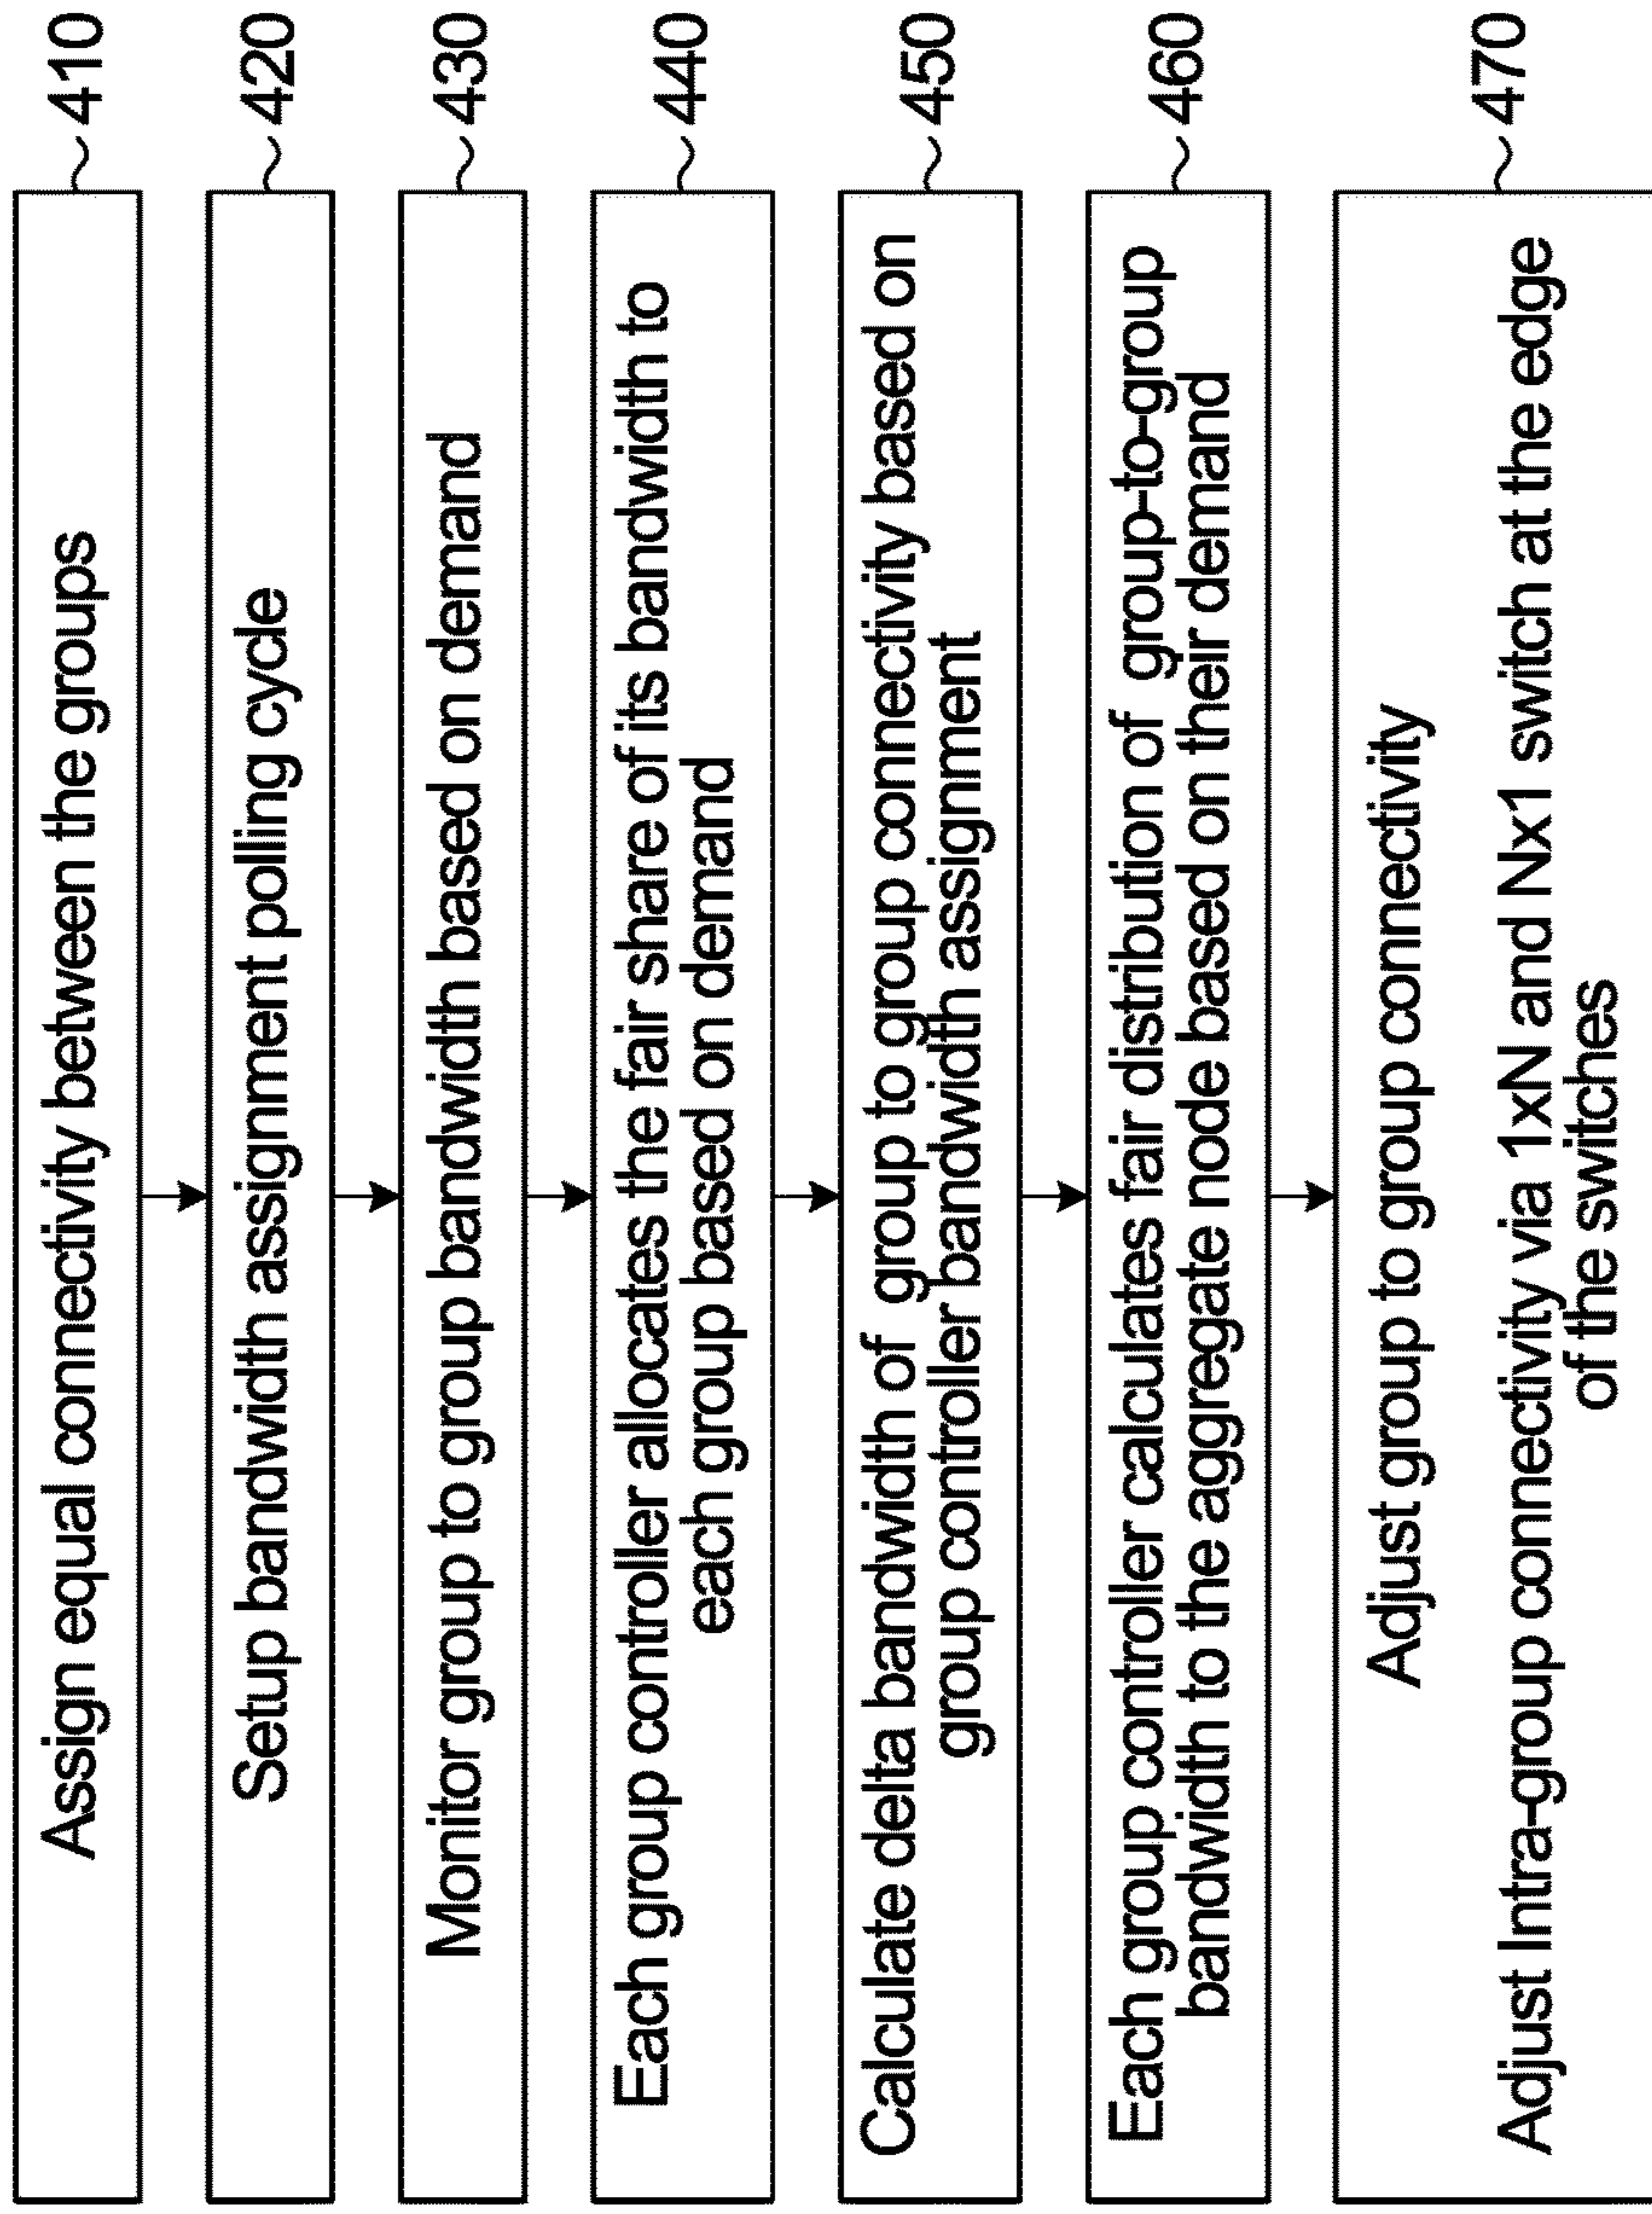 Assign equal connectivity between the groups
410
Setup bandwidth assignment polling cycle
420
Monitor group to group bandwidth based on demand
430
Each group controller allocates the fair share of its bandwidth to
each group based on demand
440
Calculate delta bandwidth of group to group connectivity based on
group controller bandwidth assignment
450
Each group controller calculates fair distribution of group-to-group
bandwidth to the aggregate node based on their demand
460
Adjust group to group connectivity
Adjust Intra-group connectivity via 1xN and Nx1 switch at the edge
of the switches
470